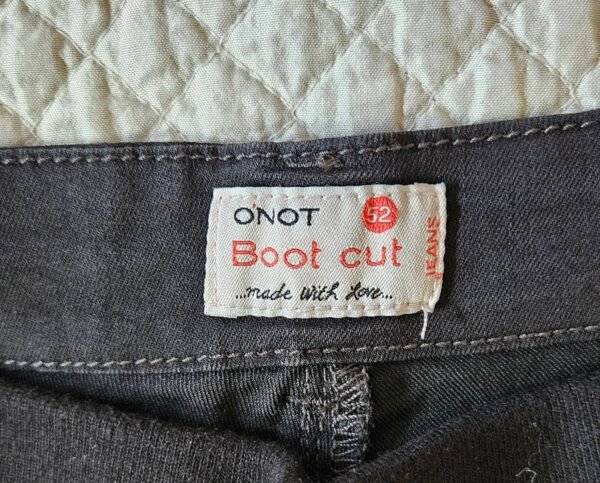 O'NOT 52
Boot cut
JEANS
...made with Love...